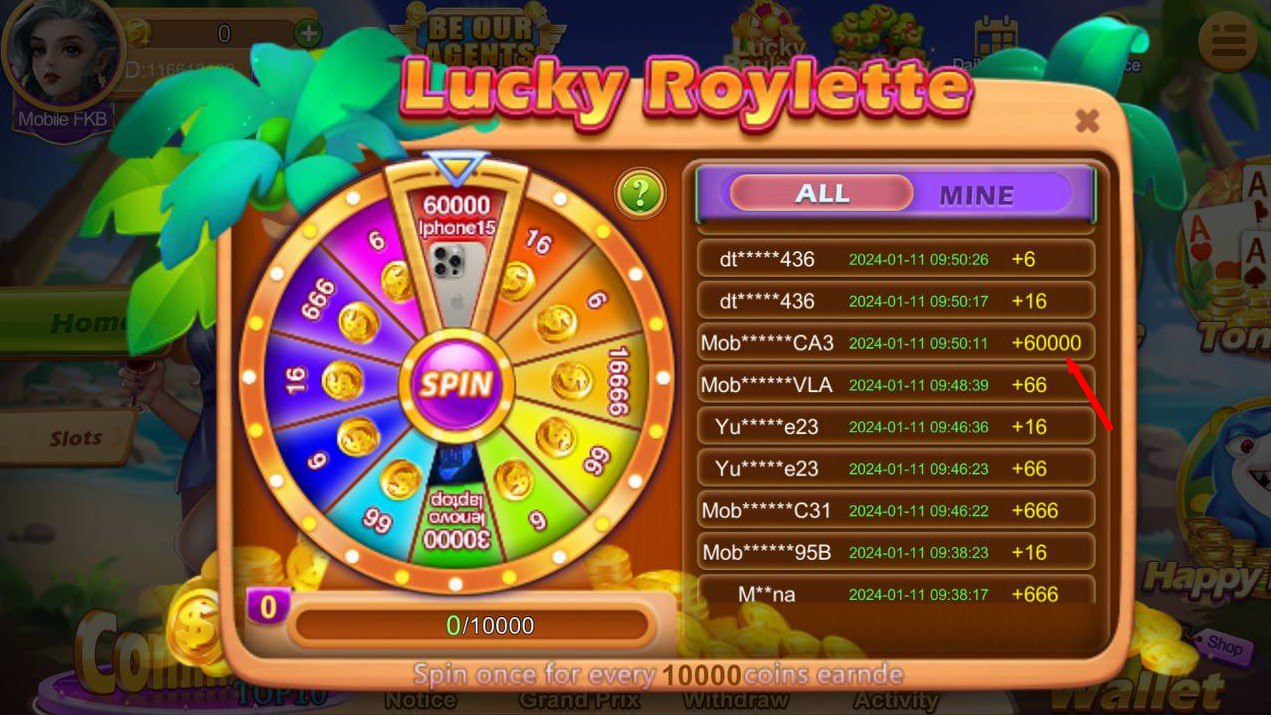 0
BE OUR
AGENTS
Lucky
Mobile FKB
Lucky Roylette
ALL
MINE
60000
Iphone15
16
6
16666
66
6
30000
lenovo
laptop
66
6
16
666
6
SPIN
dt*****436 2024-01-11 09:50:26 +6
dt*****436 2024-01-11 09:50:17 +16
Mob******CA3 2024-01-11 09:50:11 +60000
Mob******VLA 2024-01-11 09:48:39 +66
Yu*****e23 2024-01-11 09:46:36 +16
Yu*****e23 2024-01-11 09:46:23 +66
Mob******C31 2024-01-11 09:46:22 +666
Mob******95B 2024-01-11 09:38:23 +16
M**na 2024-01-11 09:38:17 +666
Home
Slots
0
0/10000
Spin once for every 10000 coins earnde
TOP10
Notice
Grand Prix
Withdraw
Activity
Happy
Shop
Wallet